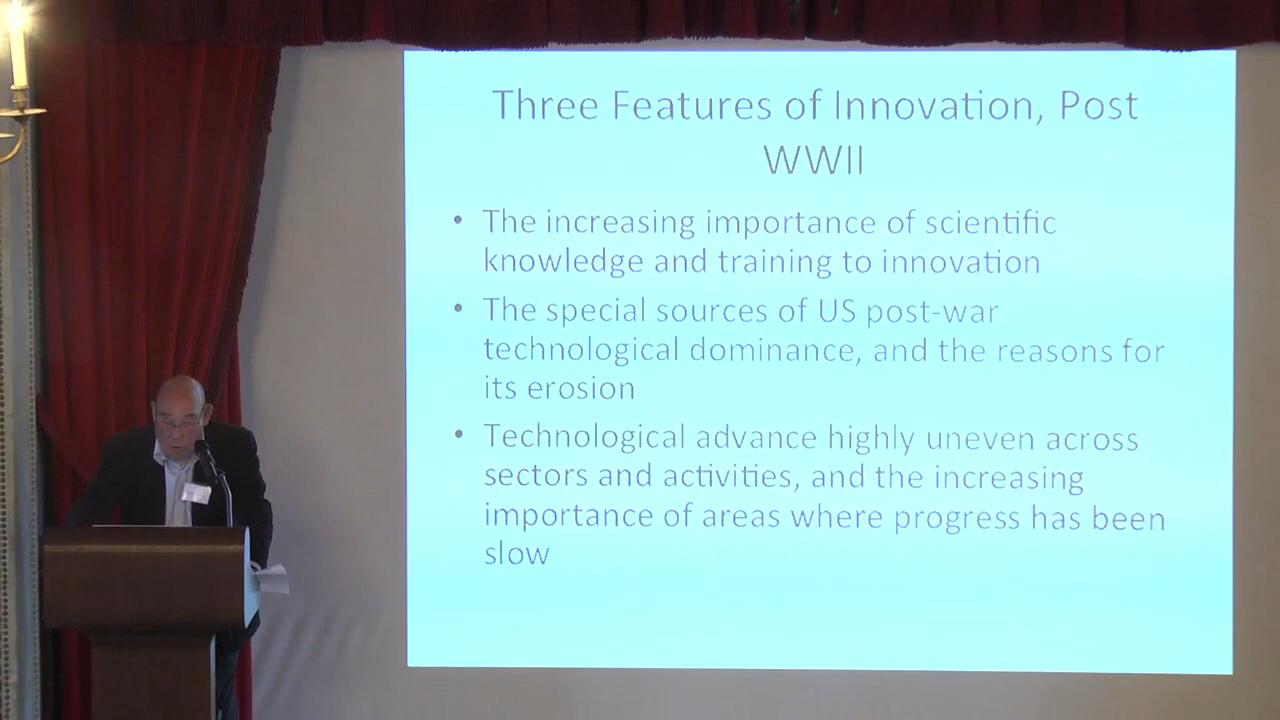 Three Features of Innovation, Post
WWII
• The increasing importance of scientific
knowledge and training to innovation
• The special sources of US post-war
technological dominance, and the reasons for
its erosion
• Technological advance highly uneven across
sectors and activities, and the increasing
importance of areas where progress has been
slow